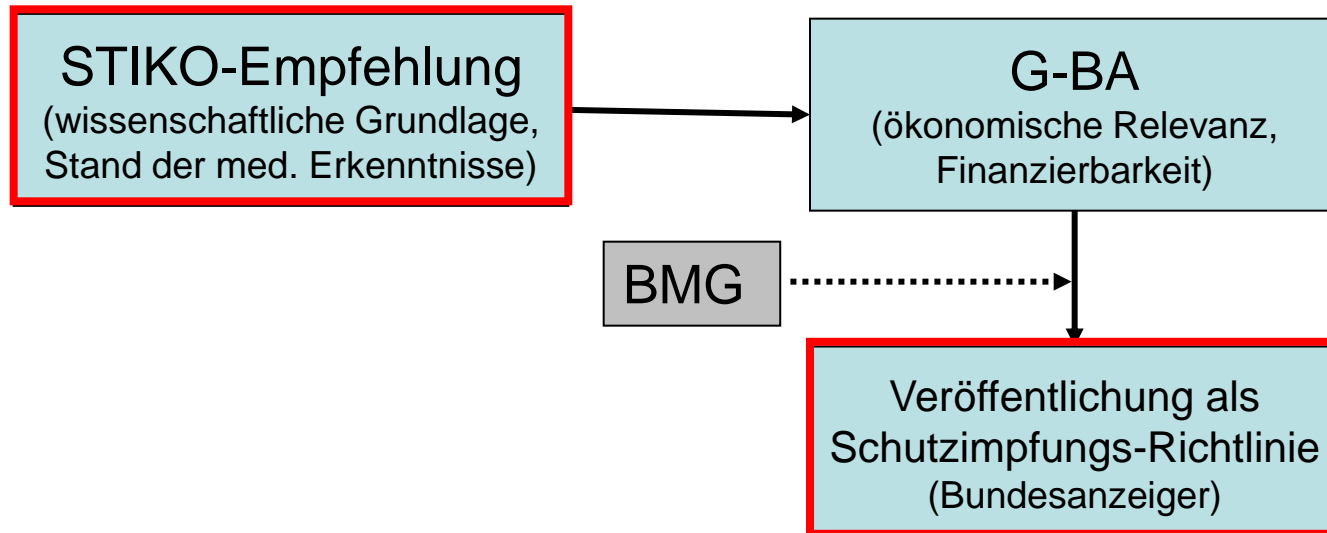 STIKO-Empfehlung
(wissenschaftliche Grundlage,
Stand der med. Erkenntnisse)
G-BA
(ökonomische Relevanz,
Finanzierbarkeit)
BMG
Veröffentlichung als
Schutzimpfungs-Richtlinie
(Bundesanzeiger)